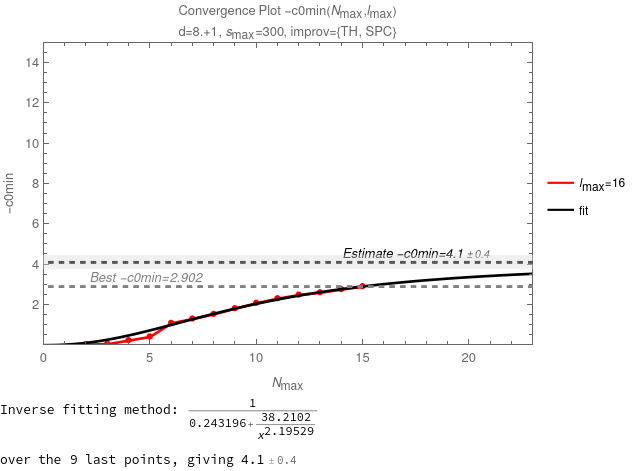 Convergence Plot −c0min(Nmax,lmax)
d=8.+1, smax=300, improv={TH, SPC}
14
12
10
8
6
4
2
−c0min
Estimate −c0min=4.1 ±0.4
Best −c0min=2.902
lmax=16
fit
0 5 10 15 20
Nmax
Inverse fitting method: 1 / (0.243196+ 38.2102 / x^2.19529)
over the 9 last points, giving 4.1 ±0.4